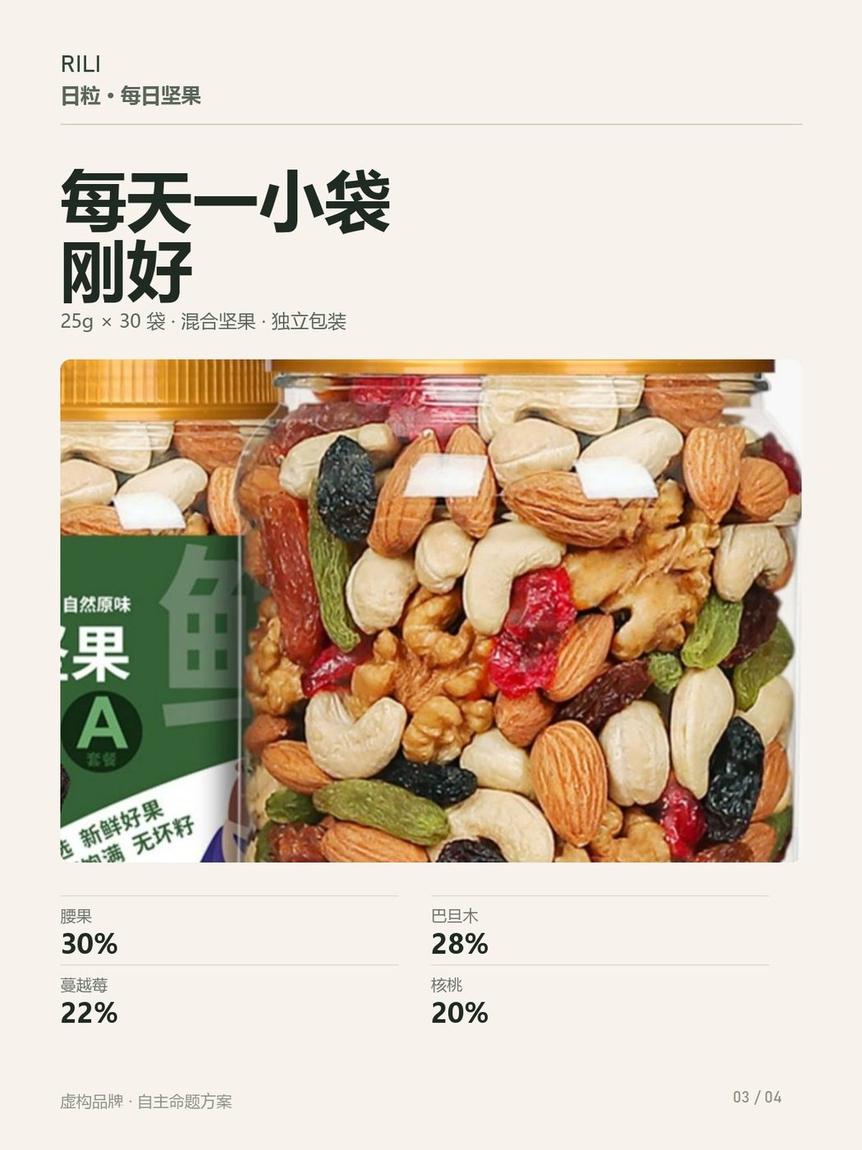 RILI
日粒·每日坚果
每天一小袋
刚好
25g × 30 袋 · 混合坚果 · 独立包装
鲜
自然原味
坚果
A
套餐
选 新鲜好果
饱满 无坏籽
腰果
30%
巴旦木
28%
蔓越莓
22%
核桃
20%
虚构品牌 · 自主命题方案
03 / 04